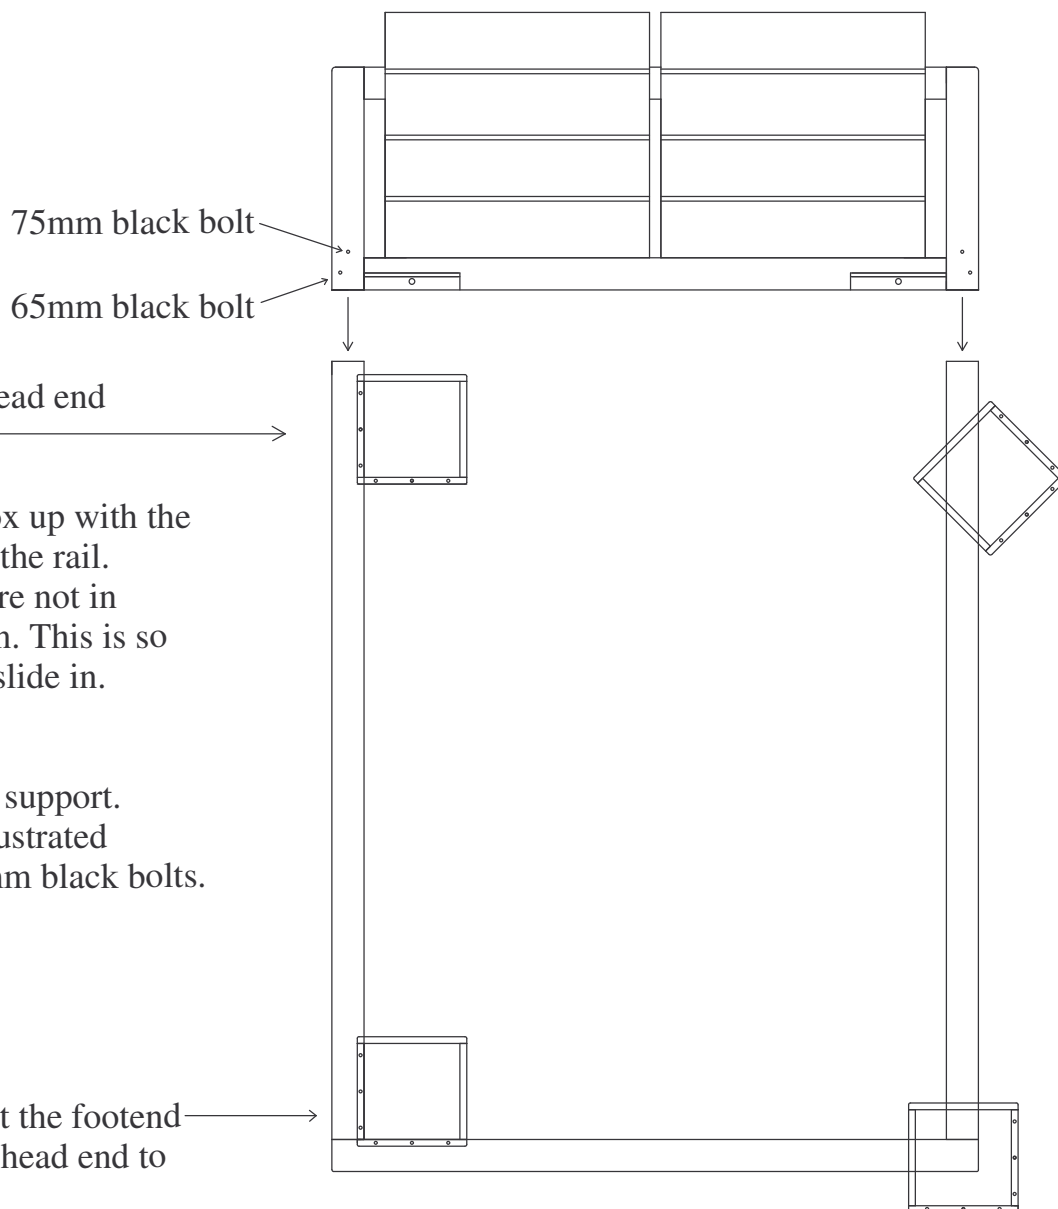 75mm black bolt
65mm black bolt
ead end
x up with the
the rail.
re not in
. This is so
slide in.
support.
ustrated
m black bolts.
t the footend
head end to